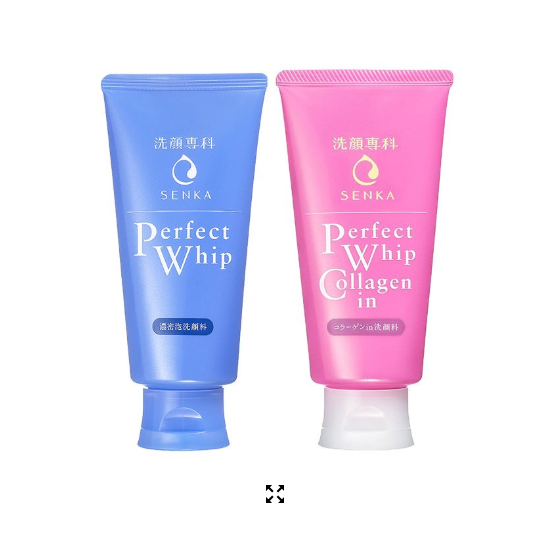 洗顔専科
SENKA
Perfect
Whip
濃密泡洗顔料
洗顔専科
SENKA
Perfect
Whip
Collagen
in
コラーゲンin洗顔料